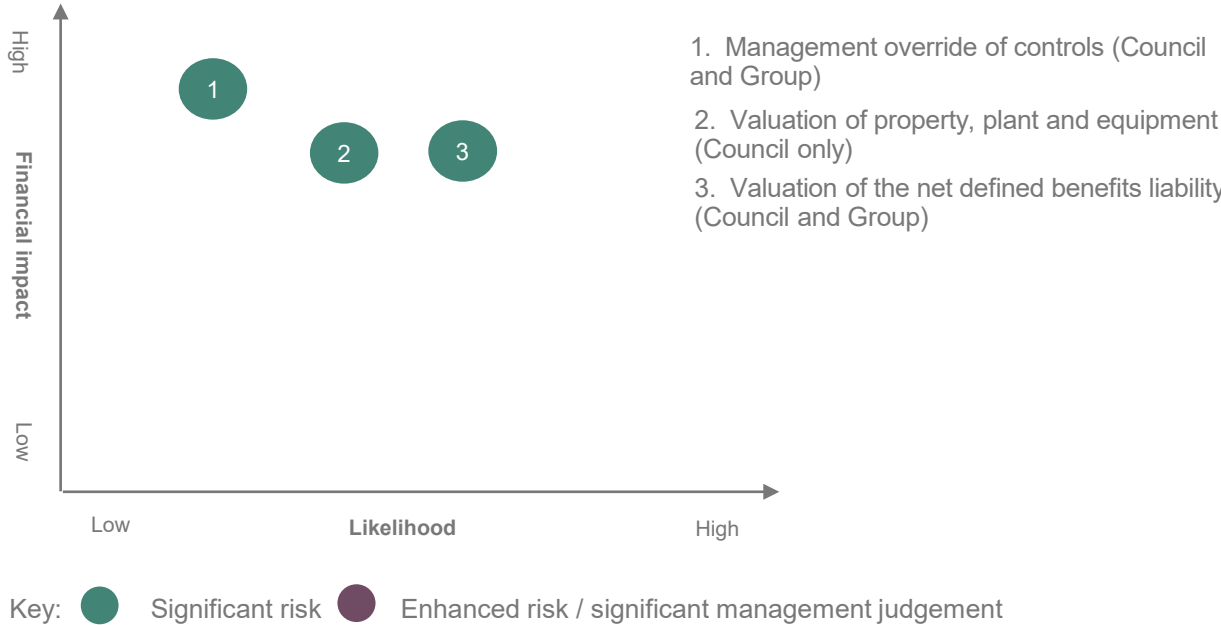 High
Financial impact
Low
1
2
3
Low
Likelihood
High
1. Management override of controls (Council
and Group)
2. Valuation of property, plant and equipment
(Council only)
3. Valuation of the net defined benefits liability
(Council and Group)
Key:
Significant risk
Enhanced risk / significant management judgement